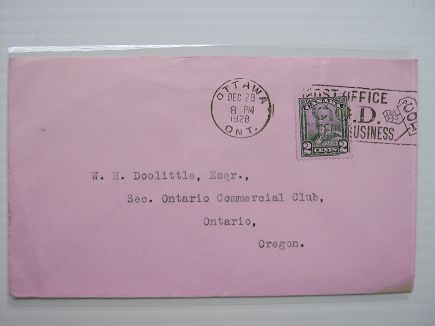 OTTAWA
DEC 29
8 PM
1928
ONT.
POST OFFICE
.D.
BUSINESS
2 CENTS 2
W. H. Doolittle, Esqr.,
Sec. Ontario Commercial Club,
Ontario,
Oregon.